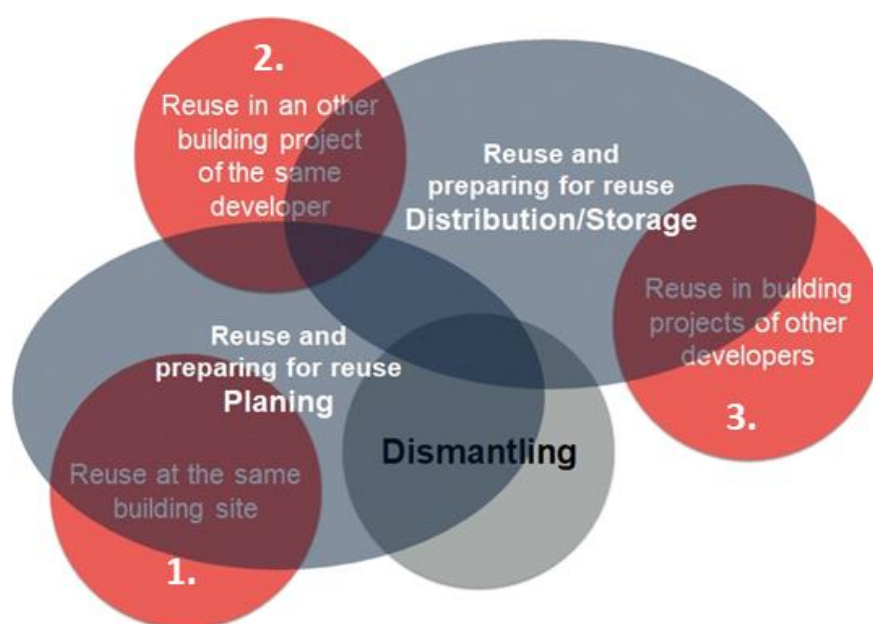 2.
Reuse in an other
building project
of the same
developer
Reuse and
preparing for reuse
Distribution/Storage
Reuse in building
projects of other
developers
3.
Reuse and
preparing for reuse
Planing
Dismantling
Reuse at the same
building site
1.